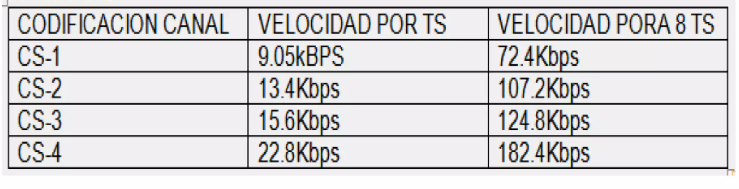 CODIFICACION CANAL VELOCIDAD POR TS VELOCIDAD PORA 8 TS
CS-1 9.05kBPS 72.4Kbps
CS-2 13.4Kbps 107.2Kbps
CS-3 15.6Kbps 124.8Kbps
CS-4 22.8Kbps 182.4Kbps